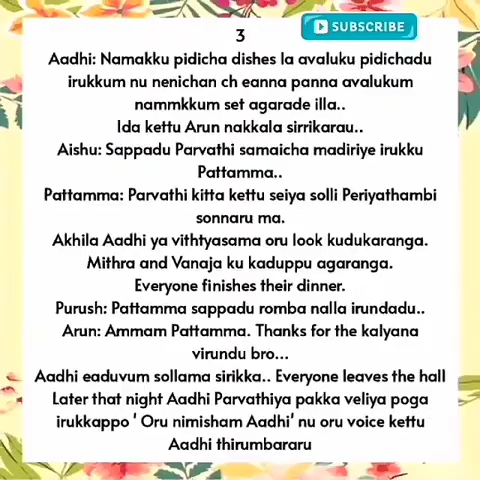 SUBSCRIBE
3
Aadhi: Namakku pidicha dishes la avaluku pidichadu
irukkum nu nenichan ch eanna panna avalukum
nammkkum set agarade illa..
Ida kettu Arun nakkala sirrikarau..
Aishu: Sappadu Parvathi samaicha madiriye irukku
Pattamma..
Pattamma: Parvathi kitta kettu seiya solli Periyathambi
sonnaru ma.
Akhila Aadhi ya vithtyasama oru look kudukaranga.
Mithra and Vanaja ku kaduppu agaranga.
Everyone finishes their dinner.
Purush: Pattamma sappadu romba nalla irundadu..
Arun: Ammam Pattamma. Thanks for the kalyana
virundu bro...
Aadhi eaduvum sollama sirikka.. Everyone leaves the hall
Later that night Aadhi Parvathiya pakka veliya poga
irukkappo ' Oru nimisham Aadhi' nu oru voice kettu
Aadhi thirumbararu